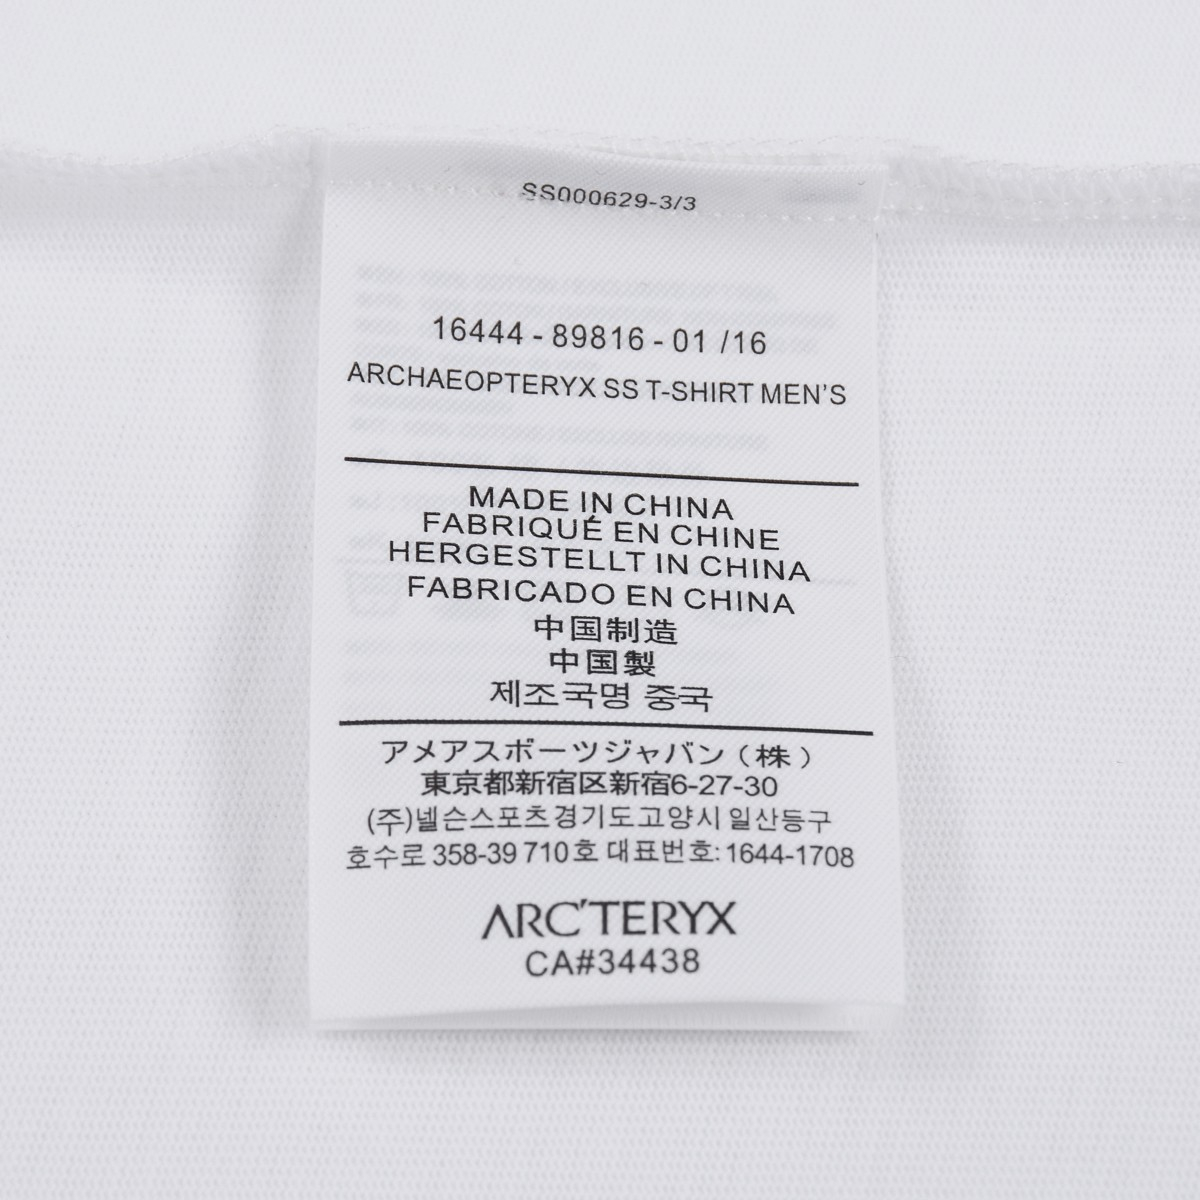 SS000629-3/3
16444 - 89816 - 01 /16
ARCHAEOPTERYX SS T-SHIRT MEN'S
MADE IN CHINA
FABRIQUÉ EN CHINE
HERGESTELLT IN CHINA
FABRICADO EN CHINA
中国制造
中国製
제조국명 중국
アメアスボーツジャバン（株）
東京都新宿区新宿6-27-30
(주)넬슨스포츠경기도고양시일산등구
호수로 358-39 710호 대표번호: 1644-1708
ARC'TERYX
CA#34438